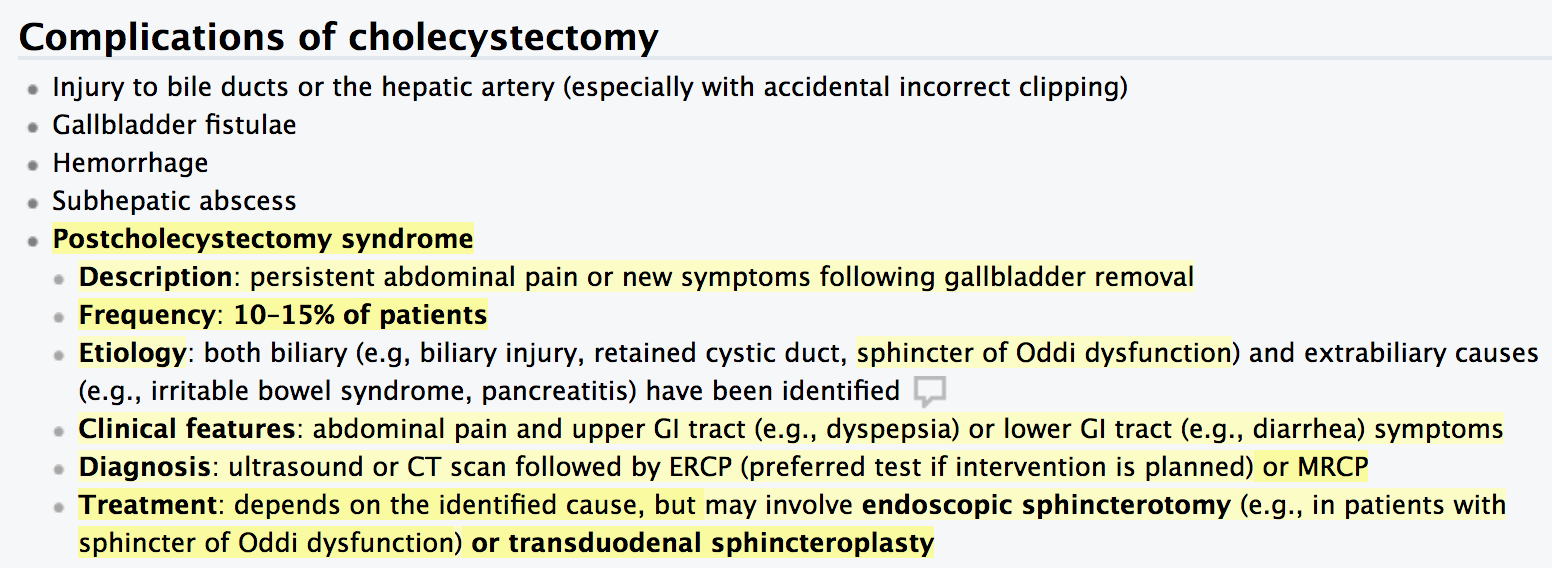 Complications of cholecystectomy
Injury to bile ducts or the hepatic artery (especially with accidental incorrect clipping)
Gallbladder fistulae
Hemorrhage
Subhepatic abscess
Postcholecystectomy syndrome
Description: persistent abdominal pain or new symptoms following gallbladder removal
Frequency: 10–15% of patients
Etiology: both biliary (e.g, biliary injury, retained cystic duct, sphincter of Oddi dysfunction) and extrabiliary causes
(e.g., irritable bowel syndrome, pancreatitis) have been identified
Clinical features: abdominal pain and upper GI tract (e.g., dyspepsia) or lower GI tract (e.g., diarrhea) symptoms
Diagnosis: ultrasound or CT scan followed by ERCP (preferred test if intervention is planned) or MRCP
Treatment: depends on the identified cause, but may involve endoscopic sphincterotomy (e.g., in patients with
sphincter of Oddi dysfunction) or transduodenal sphincteroplasty